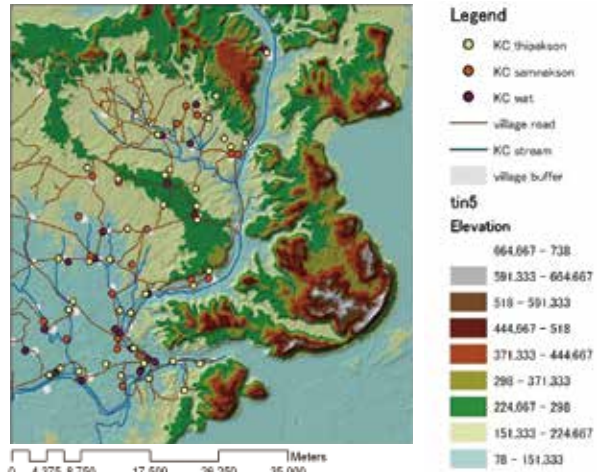 Legend
KC thipakson
KC samnakson
KC wat
village road
KC stream
village buffer
tin5
Elevation
664,667 - 738
591,333 - 664,667
518 - 591,333
444,667 - 518
371,333 - 444,667
298 - 371,333
224,667 - 298
151,333 - 224,667
78 - 151,333
Meters
0 4,375 8,750 17,500 26,250 35,000